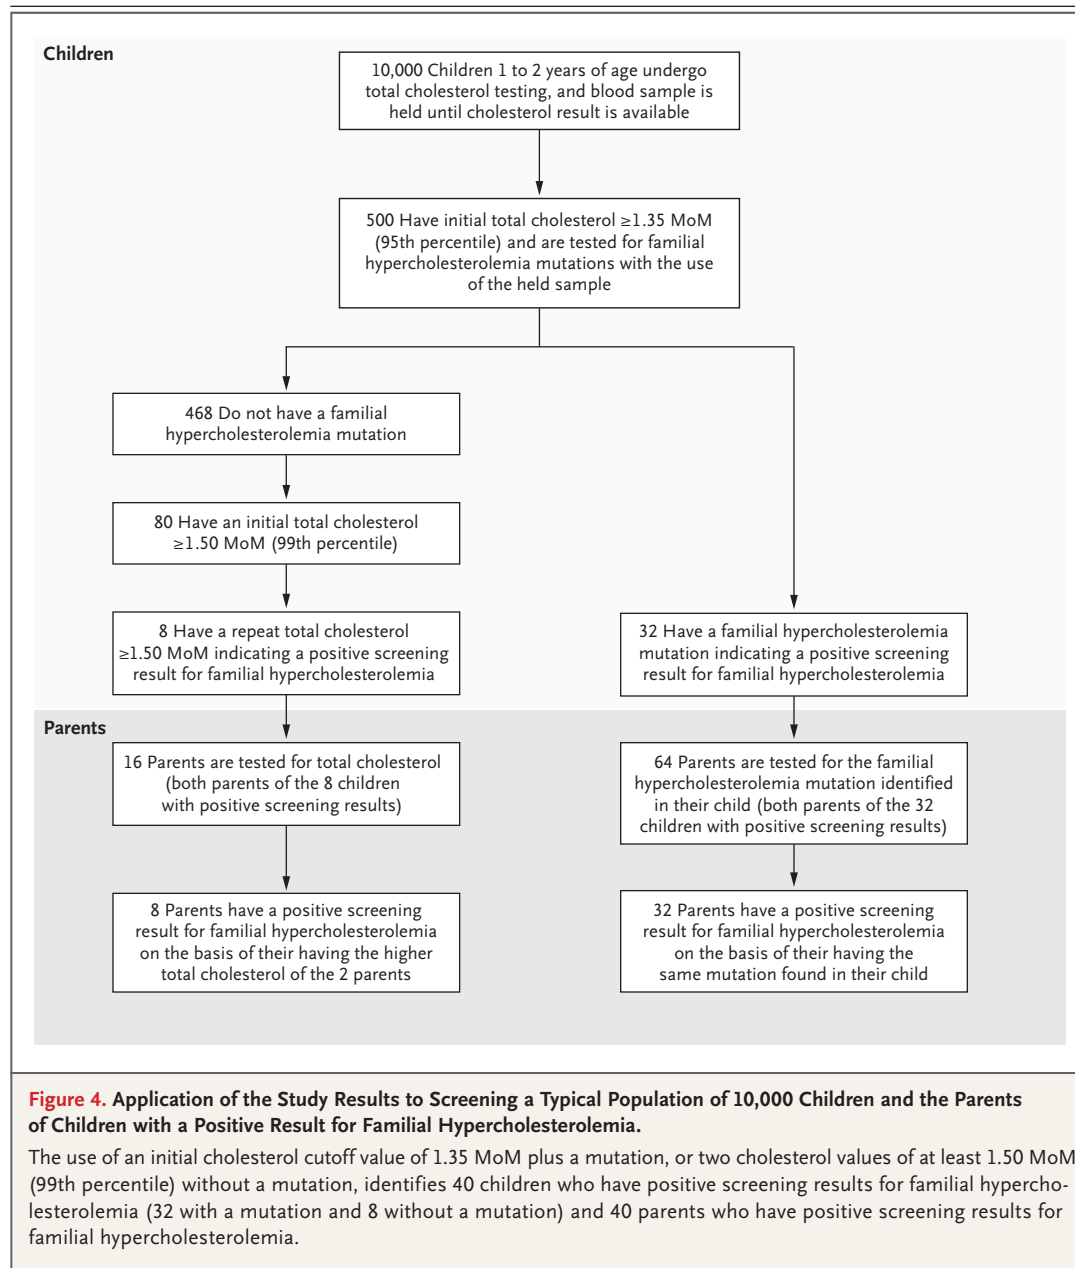 Children
10,000 Children 1 to 2 years of age undergo
total cholesterol testing, and blood sample is
held until cholesterol result is available
500 Have initial total cholesterol ≥1.35 MoM
(95th percentile) and are tested for familial
hypercholesterolemia mutations with the use
of the held sample
468 Do not have a familial
hypercholesterolemia mutation
80 Have an initial total cholesterol
≥1.50 MoM (99th percentile)
8 Have a repeat total cholesterol
≥1.50 MoM indicating a positive screening
result for familial hypercholesterolemia
32 Have a familial hypercholesterolemia
mutation indicating a positive screening
result for familial hypercholesterolemia
Parents
16 Parents are tested for total cholesterol
(both parents of the 8 children
with positive screening results)
64 Parents are tested for the familial
hypercholesterolemia mutation identified
in their child (both parents of the 32
children with positive screening results)
8 Parents have a positive screening
result for familial hypercholesterolemia
on the basis of their having the higher
total cholesterol of the 2 parents
32 Parents have a positive screening
result for familial hypercholesterolemia
on the basis of their having the
same mutation found in their child
Figure 4. Application of the Study Results to Screening a Typical Population of 10,000 Children and the Parents
of Children with a Positive Result for Familial Hypercholesterolemia.
The use of an initial cholesterol cutoff value of 1.35 MoM plus a mutation, or two cholesterol values of at least 1.50 MoM
(99th percentile) without a mutation, identifies 40 children who have positive screening results for familial hypercho-
lesterolemia (32 with a mutation and 8 without a mutation) and 40 parents who have positive screening results for
familial hypercholesterolemia.